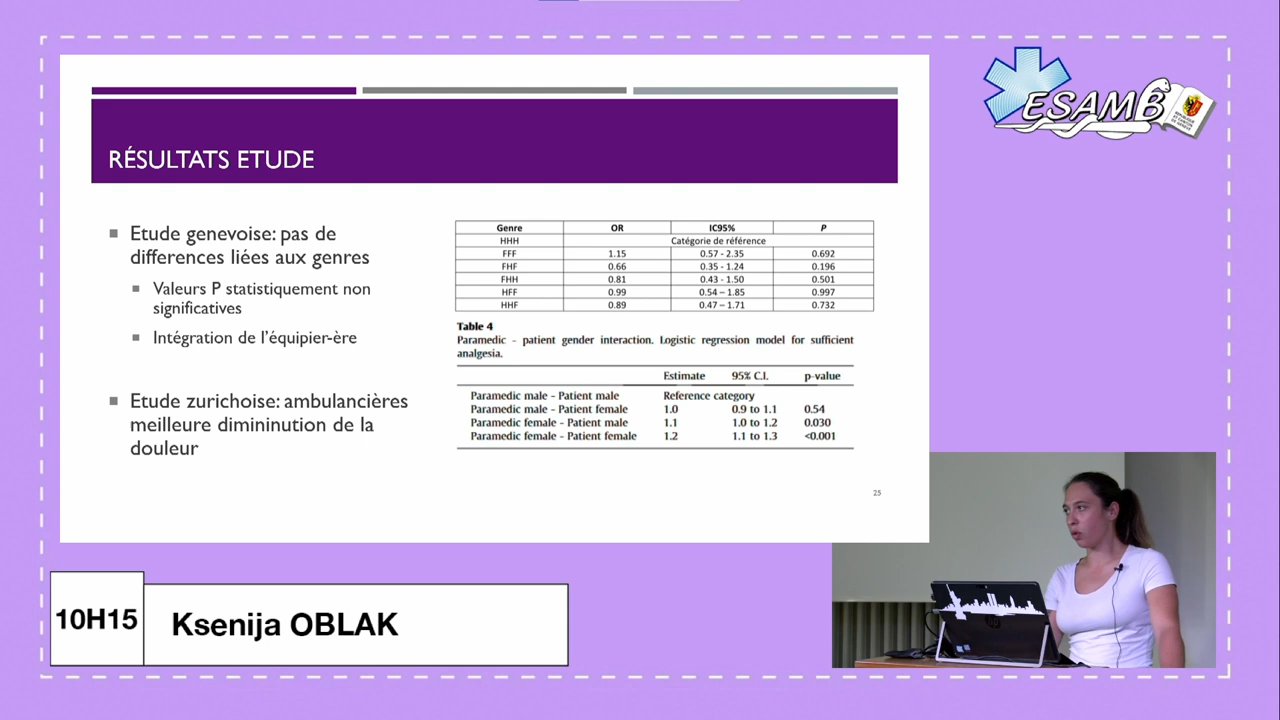 RÉSULTATS ETUDE
Etude genevoise: pas de
differences liées aux genres
Valeurs P statistiquement non
significatives
Intégration de l'équipier-ère
Etude zurichoise: ambulancières
meilleure dimininution de la
douleur
Genre OR IC95% P
HHH Catégorie de référence
FFF 1.15 0.57 - 2.35 0.692
FHF 0.66 0.35 - 1.24 0.196
FHH 0.81 0.43 - 1.50 0.501
HFF 0.99 0.54 – 1.85 0.997
HHF 0.89 0.47 – 1.71 0.732
Table 4
Paramedic - patient gender interaction. Logistic regression model for sufficient
analgesia.
Estimate 95% C.I. p-value
Paramedic male - Patient male Reference category
Paramedic male - Patient female 1.0 0.9 to 1.1 0.54
Paramedic female - Patient male 1.1 1.0 to 1.2 0.030
Paramedic female - Patient female 1.2 1.1 to 1.3 <0.001
25
ESAMB
10H15
Ksenija OBLAK